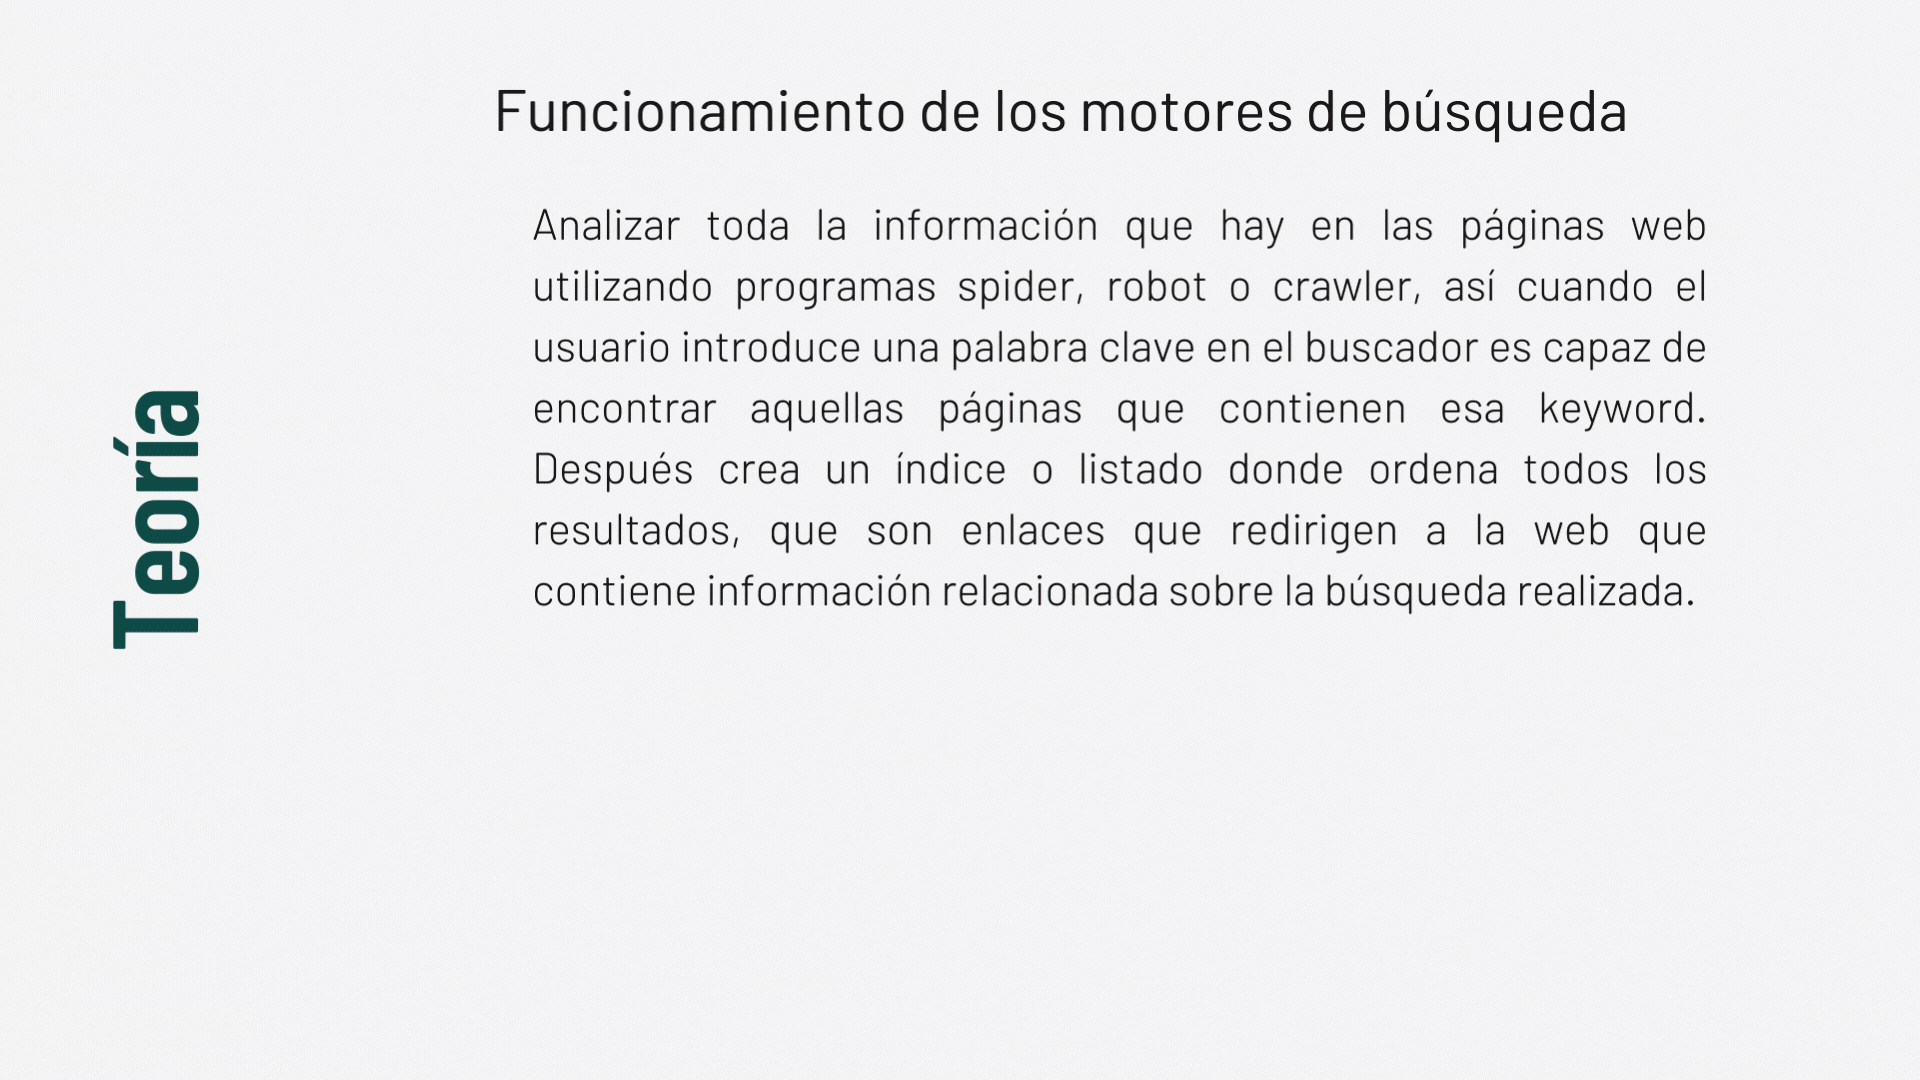 Funcionamiento de los motores de búsqueda
Analizar toda la información que hay en las páginas web
utilizando programas spider, robot o crawler, así cuando el
usuario introduce una palabra clave en el buscador es capaz de
encontrar aquellas páginas que contienen esa keyword.
Después crea un índice o listado donde ordena todos los
resultados, que son enlaces que redirigen a la web que
contiene información relacionada sobre la búsqueda realizada.
Teoría